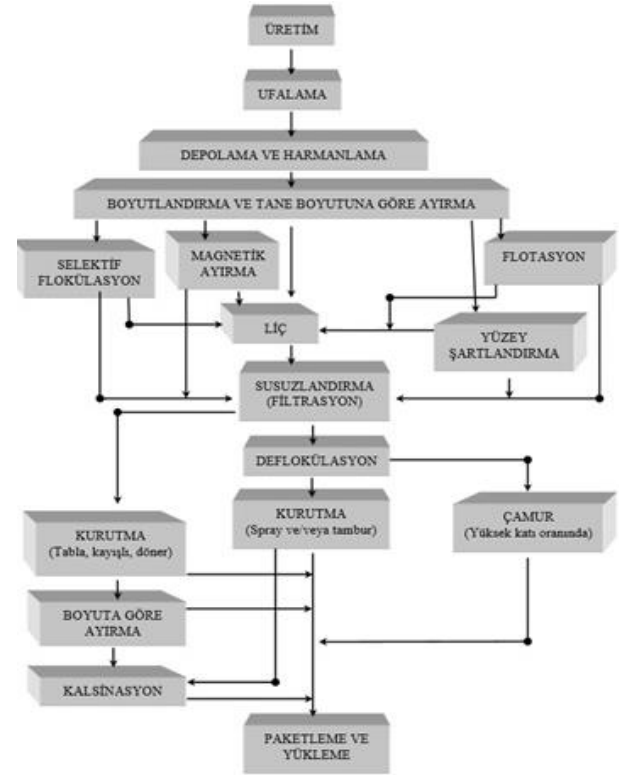 ÜRETİM
UFALAMA
DEPOLAMA VE HARMANLAMA
BOYUTLANDIRMA VE TANE BOYUTUNA GÖRE AYIRMA
SELEKTİF
FLOKÜLASYON
MAGNETİK
AYIRMA
FLOTASYON
LİÇ
YÜZEY
ŞARTLANDIRMA
SUSUZLANDIRMA
(FİLTRASYON)
DEFLOKÜLASYON
KURUTMA
(Tabla, kayışlı, döner)
KURUTMA
(Spray ve/veya tambur)
ÇAMUR
(Yüksek katı oranında)
BOYUTA GÖRE
AYIRMA
KALSİNASYON
PAKETLEME VE
YÜKLEME